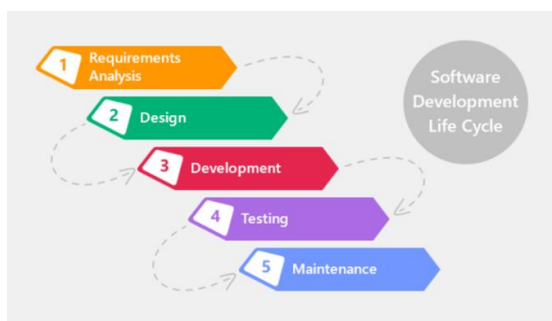 1
Requirements
Analysis
2
Design
3
Development
4
Testing
5
Maintenance
Software
Development
Life Cycle